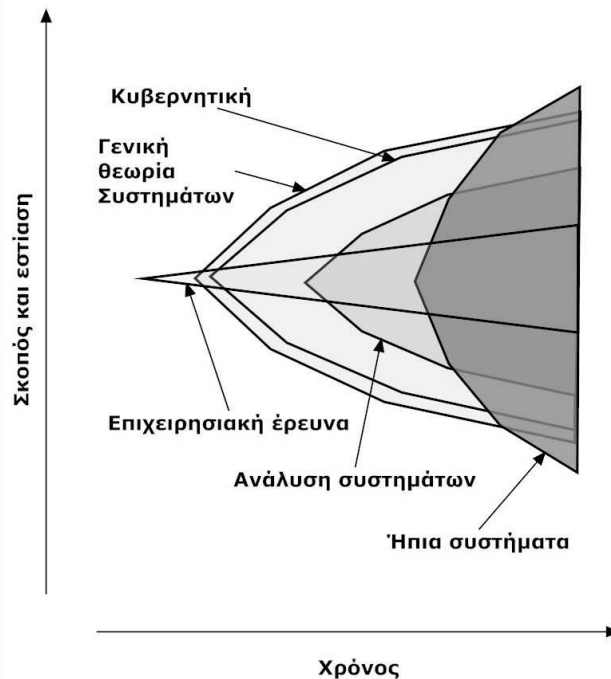 Κυβερνητική
Γενική
θεωρία
Συστημάτων
Σκοπός και εστίαση
Επιχειρησιακή έρευνα
Ανάλυση συστημάτων
Ήπια συστήματα
Χρόνος